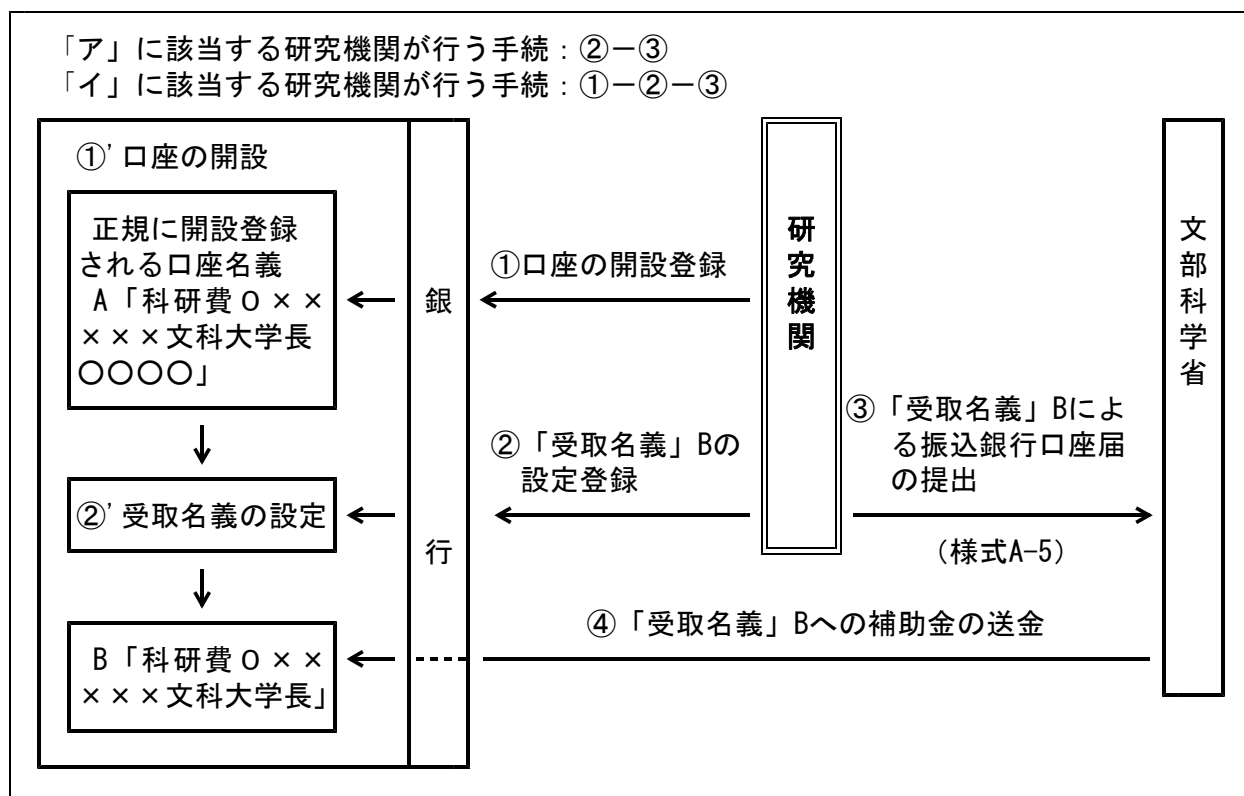 「ア」に該当する研究機関が行う手続：②－③
「イ」に該当する研究機関が行う手続：①－②－③
①’口座の開設
正規に開設登録
される口座名義
A「科研費０××
×××文科大学長
〇〇〇〇」
②’受取名義の設定
B「科研費０××
×××文科大学長」
銀
行
①口座の開設登録
②「受取名義」Bの
設定登録
研究機関
③「受取名義」Bによ
る振込銀行口座届
の提出
（様式A-5）
④「受取名義」Bへの補助金の送金
文部科学省